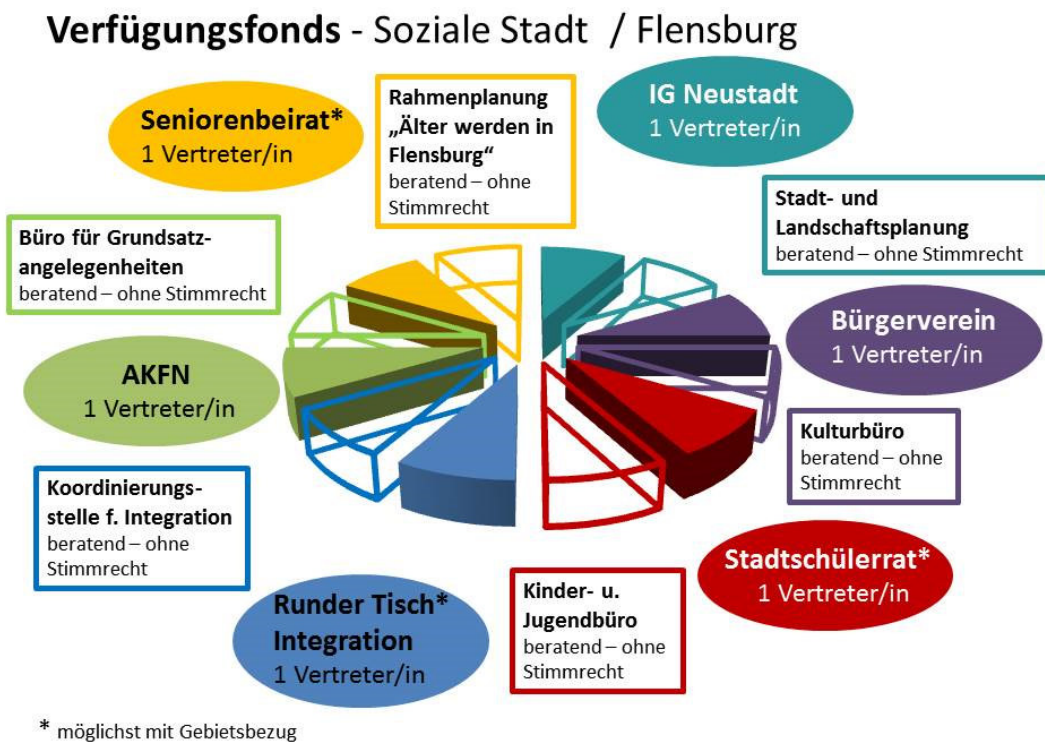 Verfügungsfonds - Soziale Stadt / Flensburg
Seniorenbeirat*
1 Vertreter/in
Rahmenplanung
„Älter werden in
Flensburg“
beratend – ohne
Stimmrecht
IG Neustadt
1 Vertreter/in
Stadt- und
Landschaftsplanung
beratend – ohne Stimmrecht
Büro für Grundsatz-
angelegenheiten
beratend – ohne Stimmrecht
Bürgerverein
1 Vertreter/in
AKFN
1 Vertreter/in
Kulturbüro
beratend – ohne
Stimmrecht
Koordinierungs-
stelle f. Integration
beratend – ohne
Stimmrecht
Stadtschülerrat*
1 Vertreter/in
Runder Tisch*
Integration
1 Vertreter/in
Kinder- u.
Jugendbüro
beratend – ohne
Stimmrecht
* möglichst mit Gebietsbezug